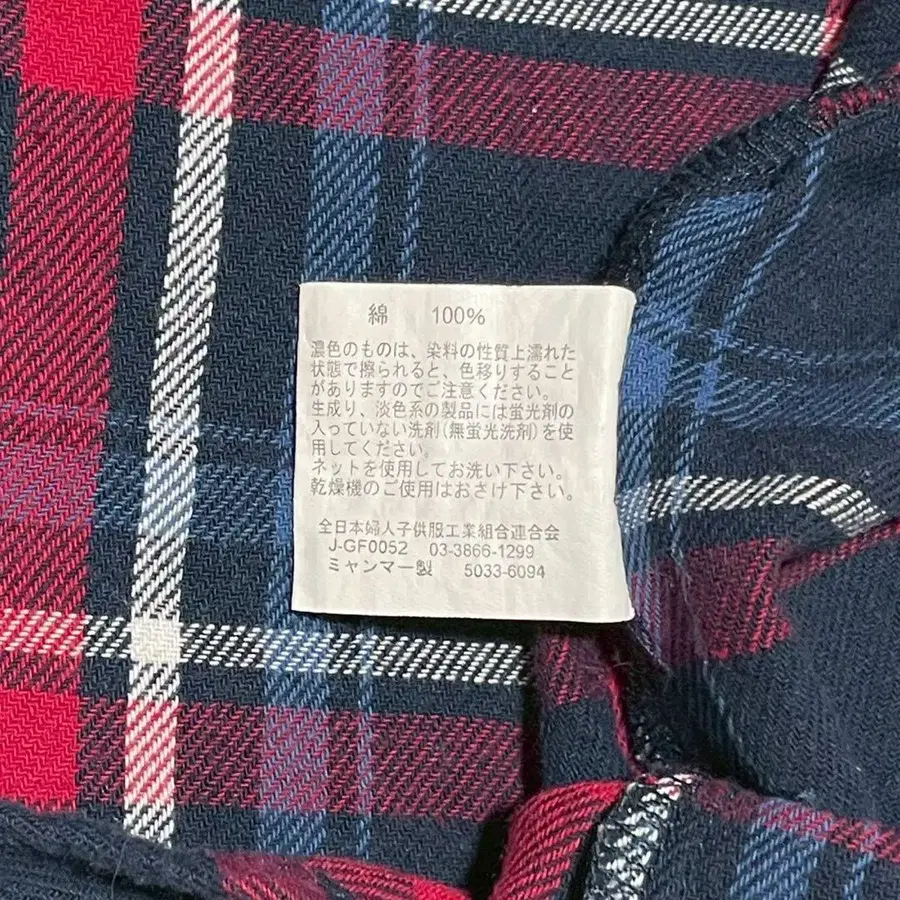 綿 100%
濃色のものは、染料の性質上濡れた
状態で擦られると、色移りすること
がありますのでご注意ください。
生成り、淡色系の製品には蛍光剤の
入っていない洗剤(無蛍光洗剤)を使
用してください。
ネットを使用してお洗い下さい。
乾燥機のご使用はおさけ下さい。
全日本婦人子供服工業組合連合会
J-GF0052 03-3866-1299
ミャンマー製 5033-6094